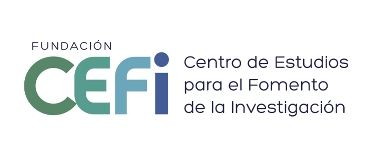 FUNDACIÓN
CEFi
Centro de Estudios
para el Fomento
de la Investigación